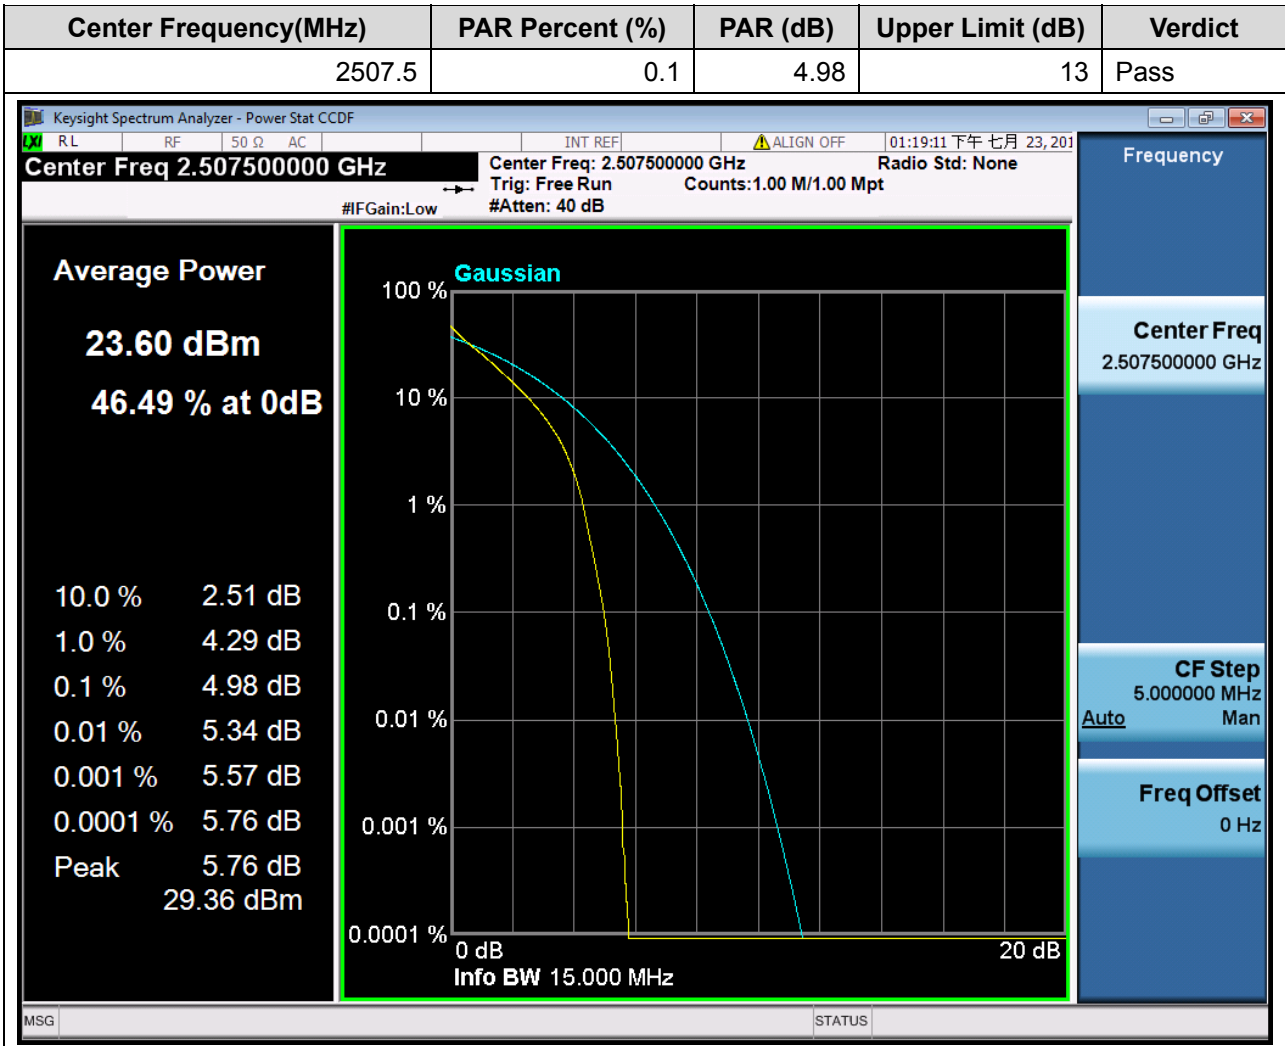 Center Frequency(MHz) PAR Percent (%) PAR (dB) Upper Limit (dB) Verdict
2507.5 0.1 4.98 13 Pass
Keysight Spectrum Analyzer - Power Stat CCDF
LXI RL RF 50 Ω AC INT REF ALIGN OFF 01:19:11 下午 七月 23, 201
Center Freq 2.507500000 GHz
Center Freq: 2.507500000 GHz Radio Std: None
Trig: Free Run Counts:1.00 M/1.00 Mpt
#IFGain:Low #Atten: 40 dB
Frequency
Average Power
23.60 dBm
46.49 % at 0dB
10.0 % 2.51 dB
1.0 % 4.29 dB
0.1 % 4.98 dB
0.01 % 5.34 dB
0.001 % 5.57 dB
0.0001 % 5.76 dB
Peak 5.76 dB
29.36 dBm
Gaussian
100 %
10 %
1 %
0.1 %
0.01 %
0.001 %
0.0001 %
0 dB 20 dB
Info BW 15.000 MHz
Center Freq
2.507500000 GHz
CF Step
5.000000 MHz
Auto Man
Freq Offset
0 Hz
MSG STATUS